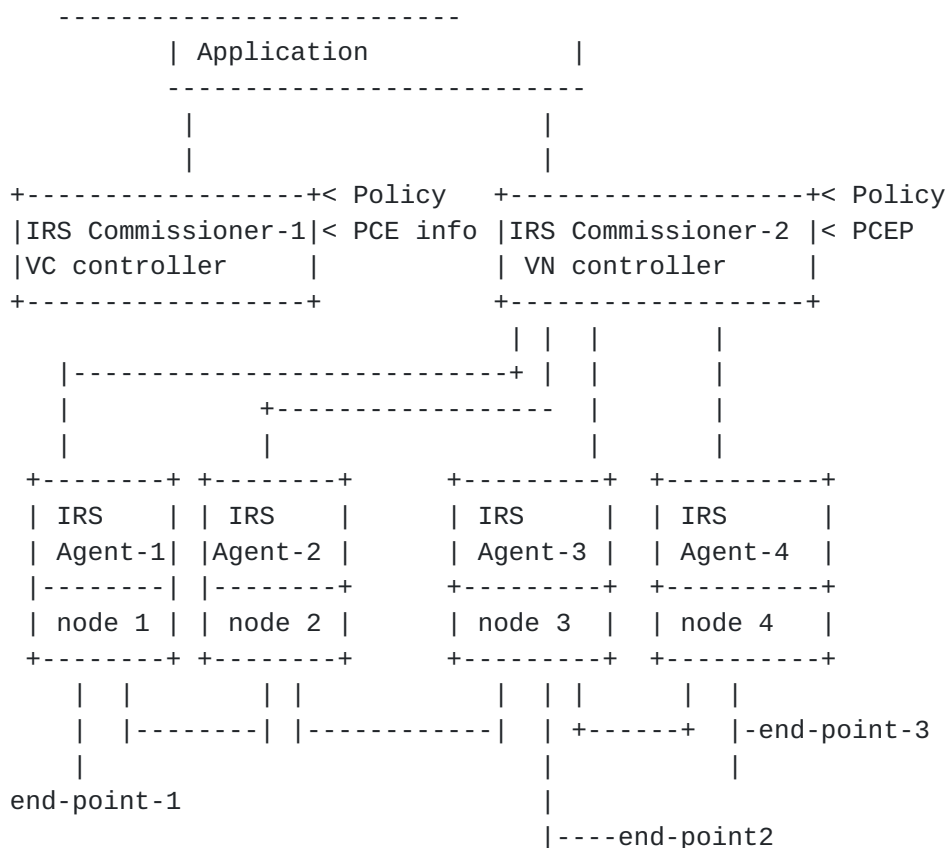 Application
+------------------+< Policy +-------------------+< Policy
|IRS Commissioner-1|< PCE info |IRS Commissioner-2 |< PCEP
|VC controller | | VN controller |
| IRS | | IRS | | IRS | | IRS |
| Agent-1| |Agent-2 | | Agent-3 | | Agent-4 |
| node 1 | | node 2 | | node 3 | | node 4 |
|-end-point-3
end-point-1
|----end-point2